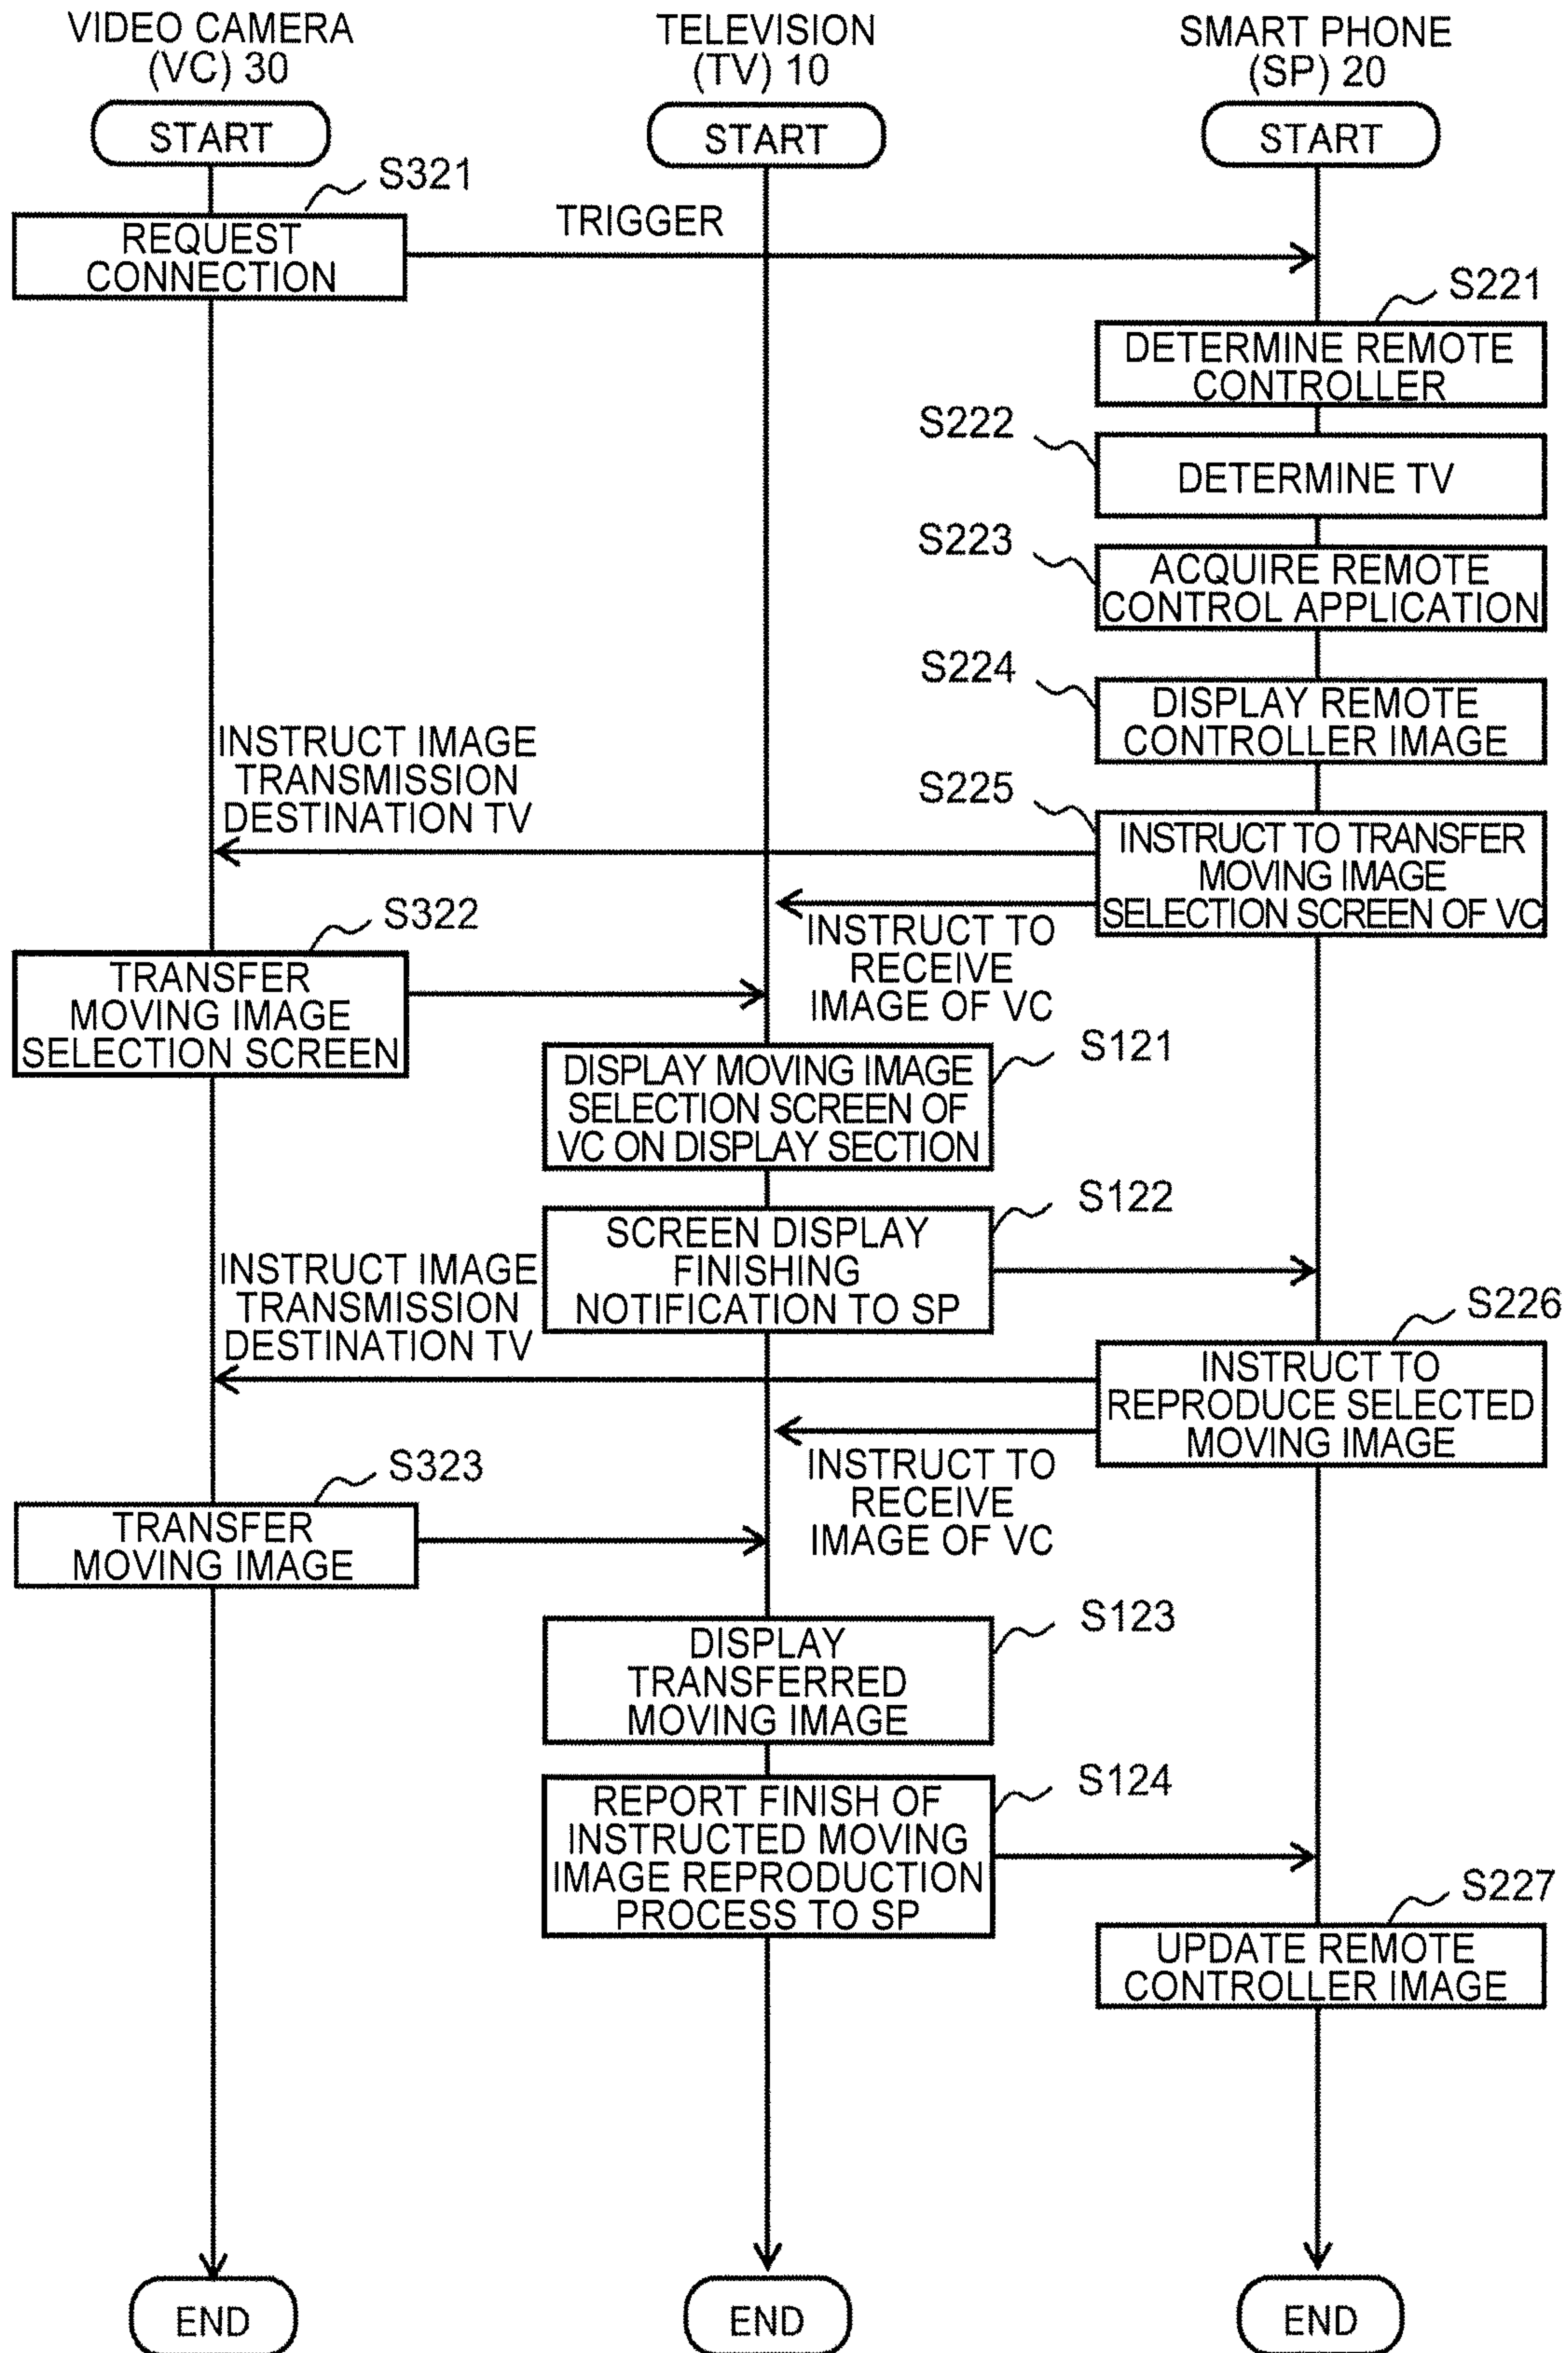 VIDEO CAMERA
(VC) 30
TELEVISION
(TV) 10
SMART PHONE
(SP) 20
START
START
START
S321
REQUEST
CONNECTION
TRIGGER
S221
DETERMINE REMOTE
CONTROLLER
S222
DETERMINE TV
S223
ACQUIRE REMOTE
CONTROL APPLICATION
S224
DISPLAY REMOTE
CONTROLLER IMAGE
INSTRUCT IMAGE
TRANSMISSION
DESTINATION TV
S225
INSTRUCT TO TRANSFER
MOVING IMAGE
SELECTION SCREEN OF VC
INSTRUCT TO
RECEIVE
IMAGE OF VC
S322
TRANSFER
MOVING IMAGE
SELECTION SCREEN
S121
DISPLAY MOVING IMAGE
SELECTION SCREEN OF
VC ON DISPLAY SECTION
S122
SCREEN DISPLAY
FINISHING
NOTIFICATION TO SP
INSTRUCT IMAGE
TRANSMISSION
DESTINATION TV
S226
INSTRUCT TO
REPRODUCE SELECTED
MOVING IMAGE
INSTRUCT TO
RECEIVE
IMAGE OF VC
S323
TRANSFER
MOVING IMAGE
S123
DISPLAY
TRANSFERRED
MOVING IMAGE
S124
REPORT FINISH OF
INSTRUCTED MOVING
IMAGE REPRODUCTION
PROCESS TO SP
S227
UPDATE REMOTE
CONTROLLER IMAGE
END
END
END